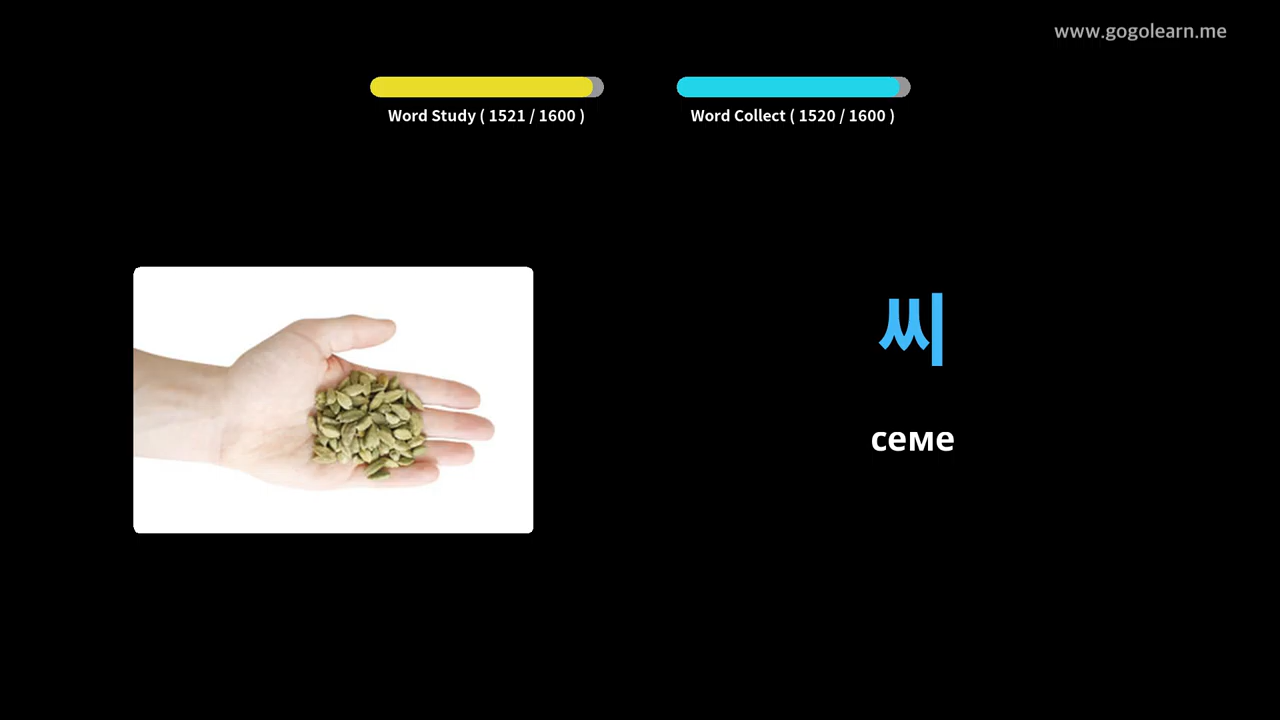 www.gogolearn.me
Word Study ( 1521 / 1600 )
Word Collect ( 1520 / 1600 )
씨
семе